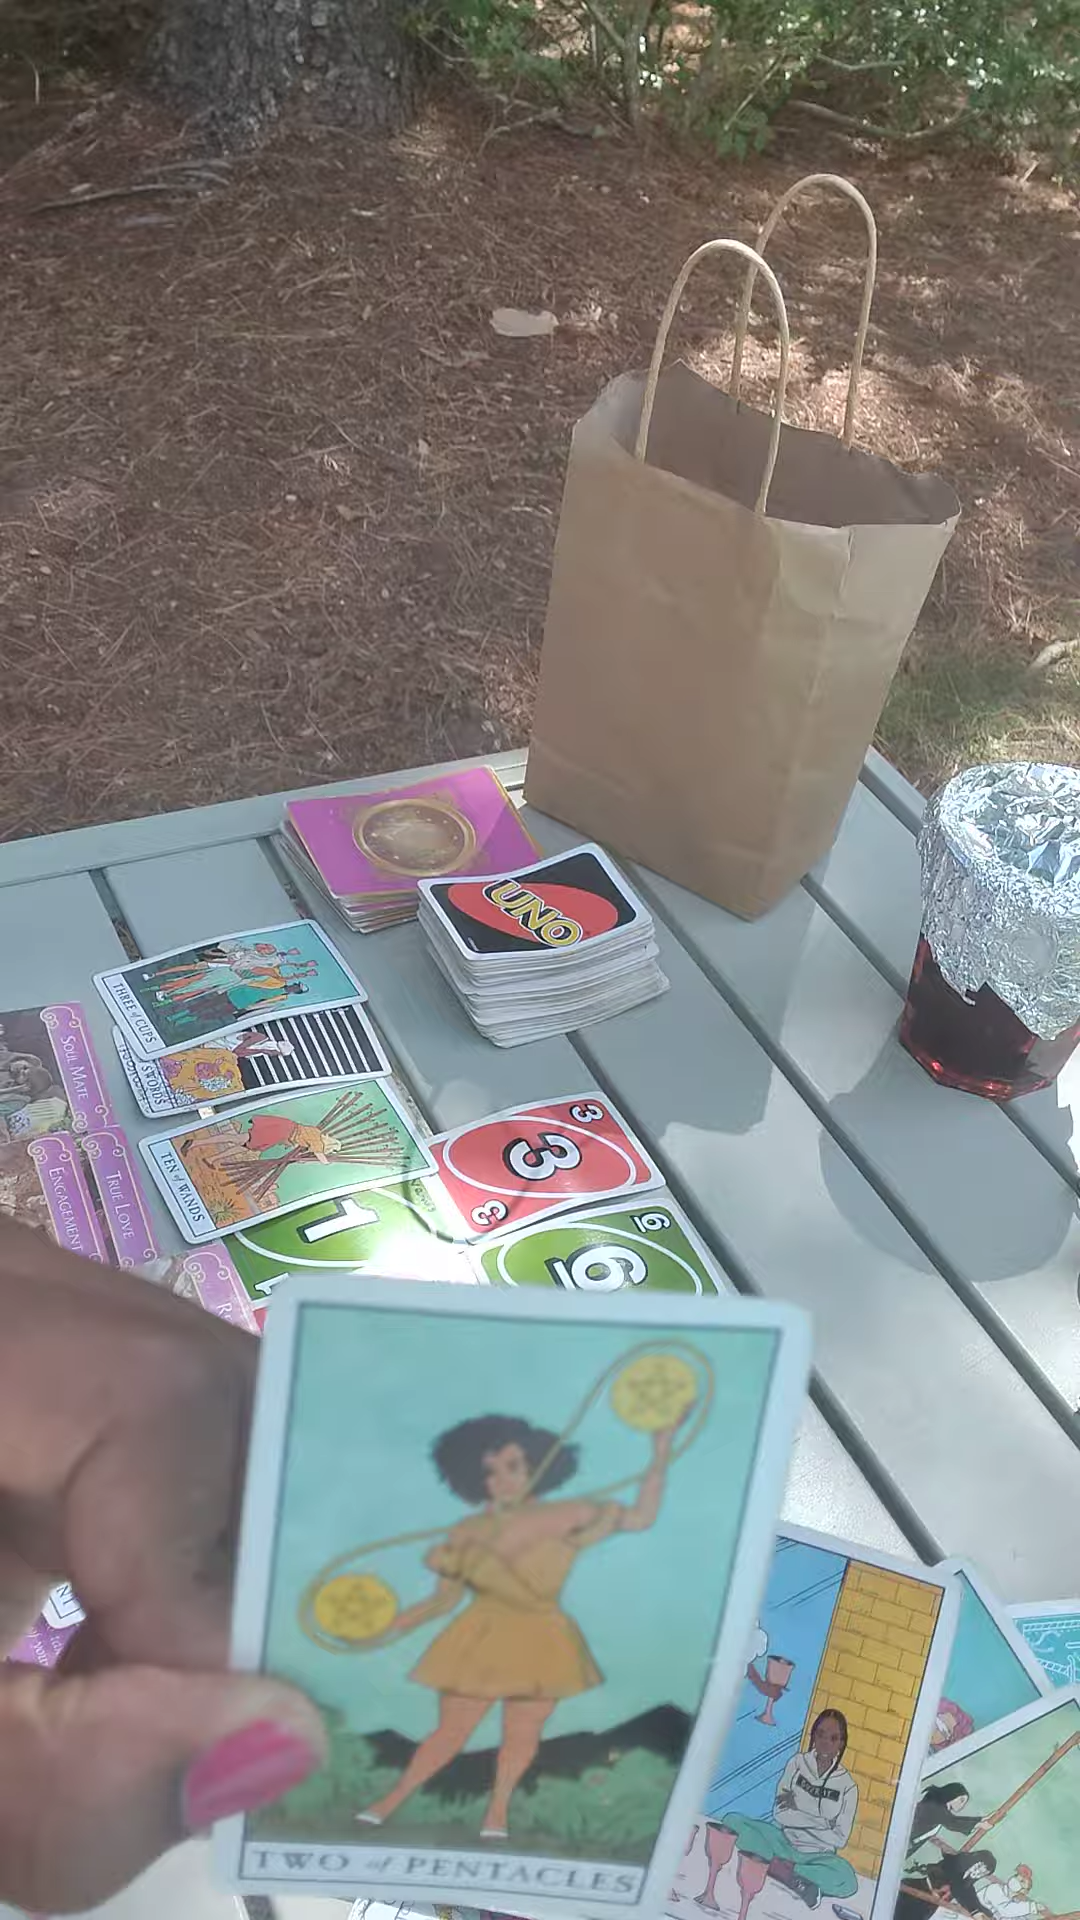 UNO
THREE of CUPS
SWORDS
TEN of WANDS
SOUL MATE
TRUE LOVE
ENGAGEMENT
3
3
3
1
6
6
TWO of PENTACLES